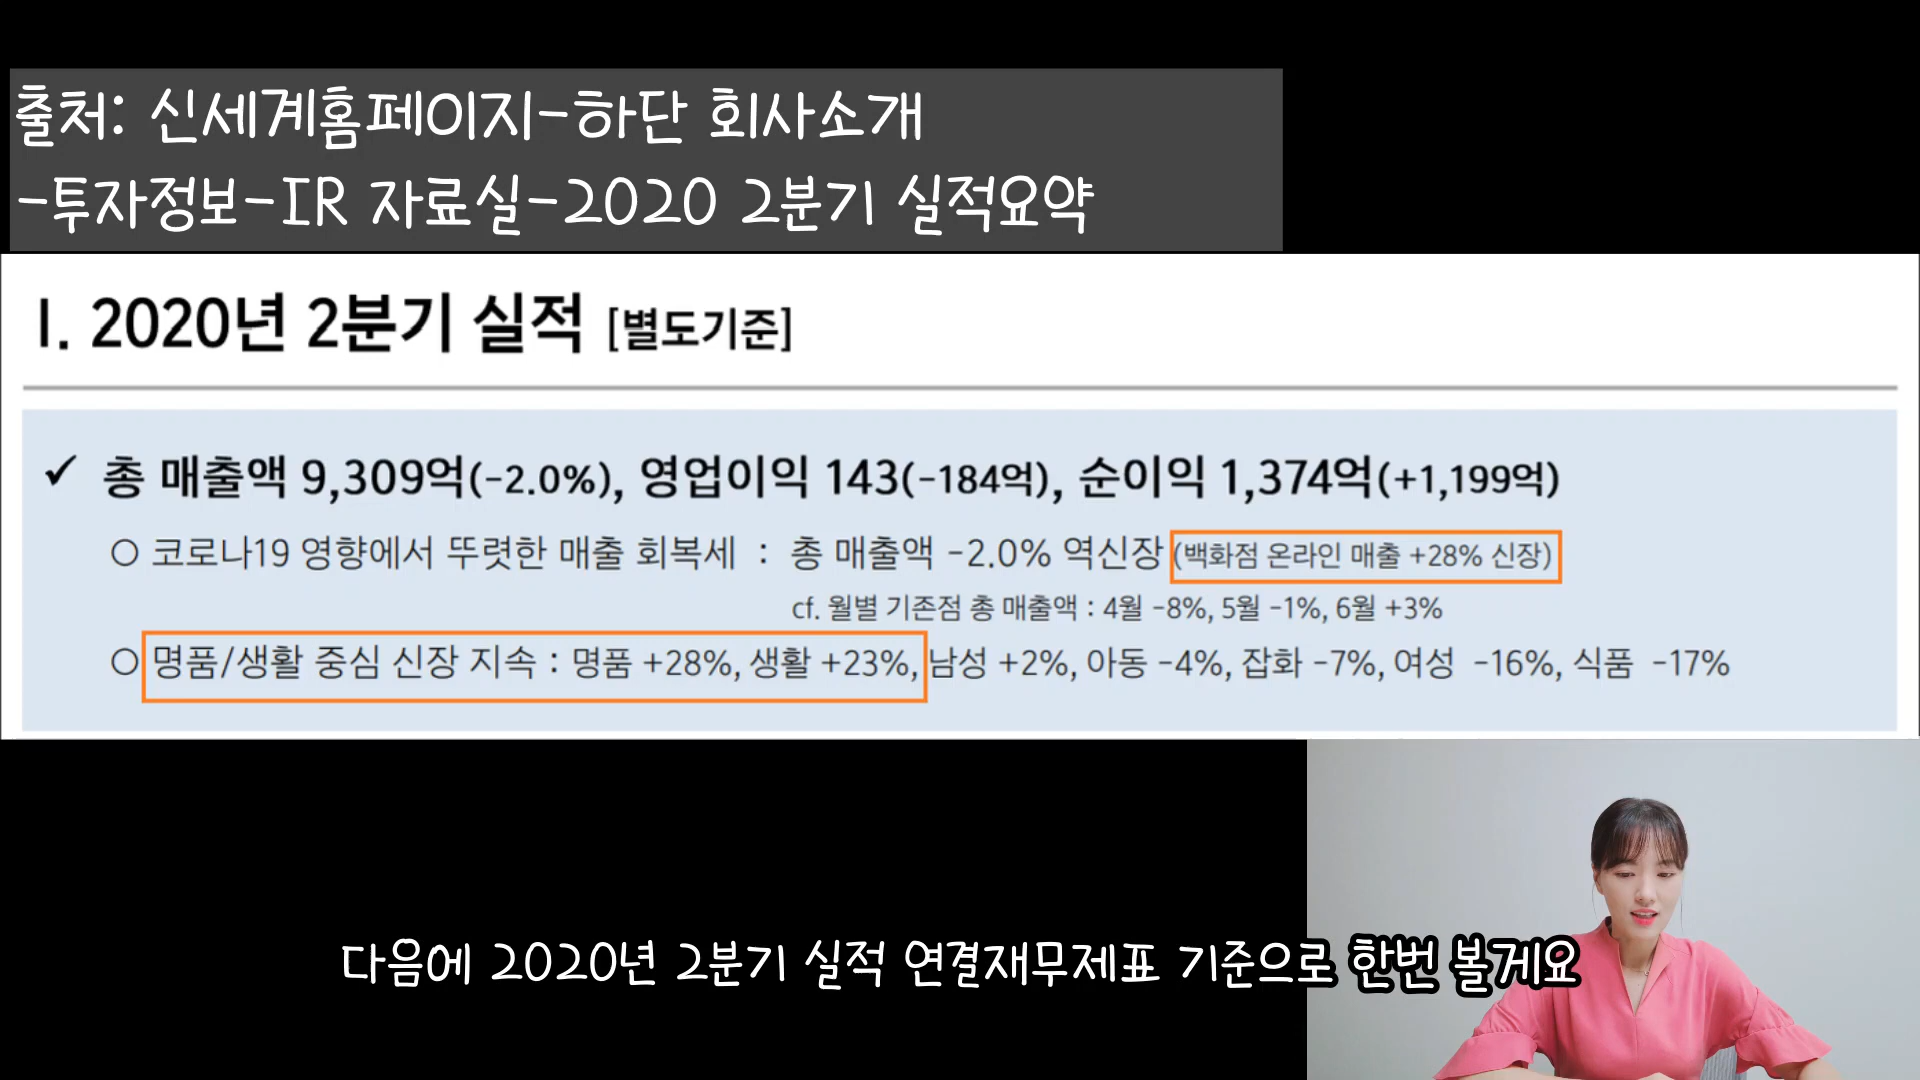 출처: 신세계홈페이지-하단 회사소개
-투자정보-IR 자료실-2020 2분기 실적요약
I. 2020년 2분기 실적 [별도기준]
✓ 총 매출액 9,309억(-2.0%), 영업이익 143(-184억), 순이익 1,374억(+1,199억)
○ 코로나19 영향에서 뚜렷한 매출 회복세 : 총 매출액 -2.0% 역신장 (백화점 온라인 매출 +28% 신장)
cf. 월별 기존점 총 매출액 : 4월 -8%, 5월 -1%, 6월 +3%
○ 명품/생활 중심 신장 지속 : 명품 +28%, 생활 +23%, 남성 +2%, 아동 -4%, 잡화 -7%, 여성 -16%, 식품 -17%
다음에 2020년 2분기 실적 연결재무제표 기준으로 한번 볼게요